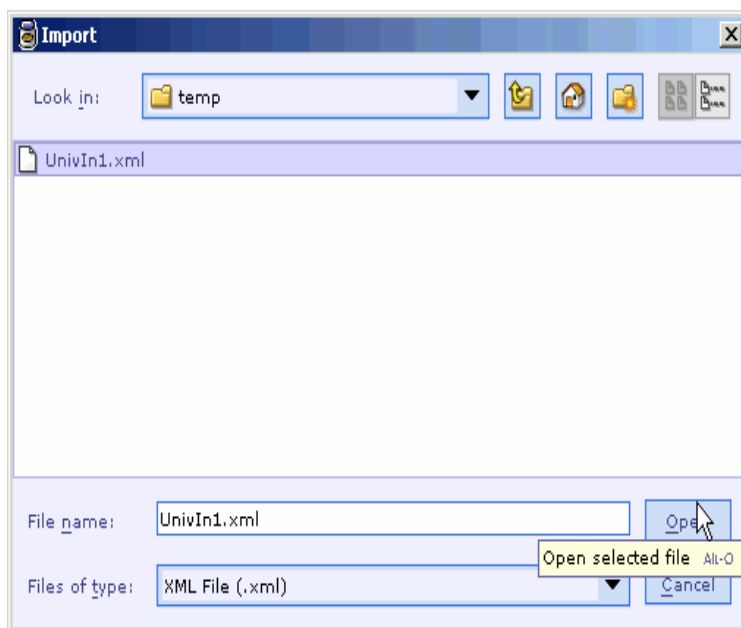 Import
Look in: temp
UnivIn1.xml
File name: UnivIn1.xml Open
Open selected file Alt-O
Files of type: XML File (.xml) Cancel